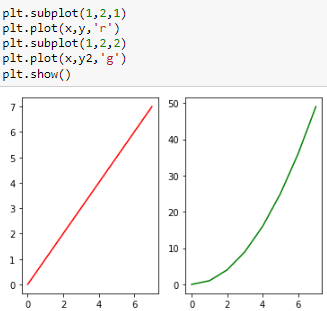 plt.subplot(1,2,1)
plt.plot(x,y,'r')
plt.subplot(1,2,2)
plt.plot(x,y2,'g')
plt.show()
7
6
5
4
3
2
1
0
0 2 4 6
50
40
30
20
10
0
0 2 4 6